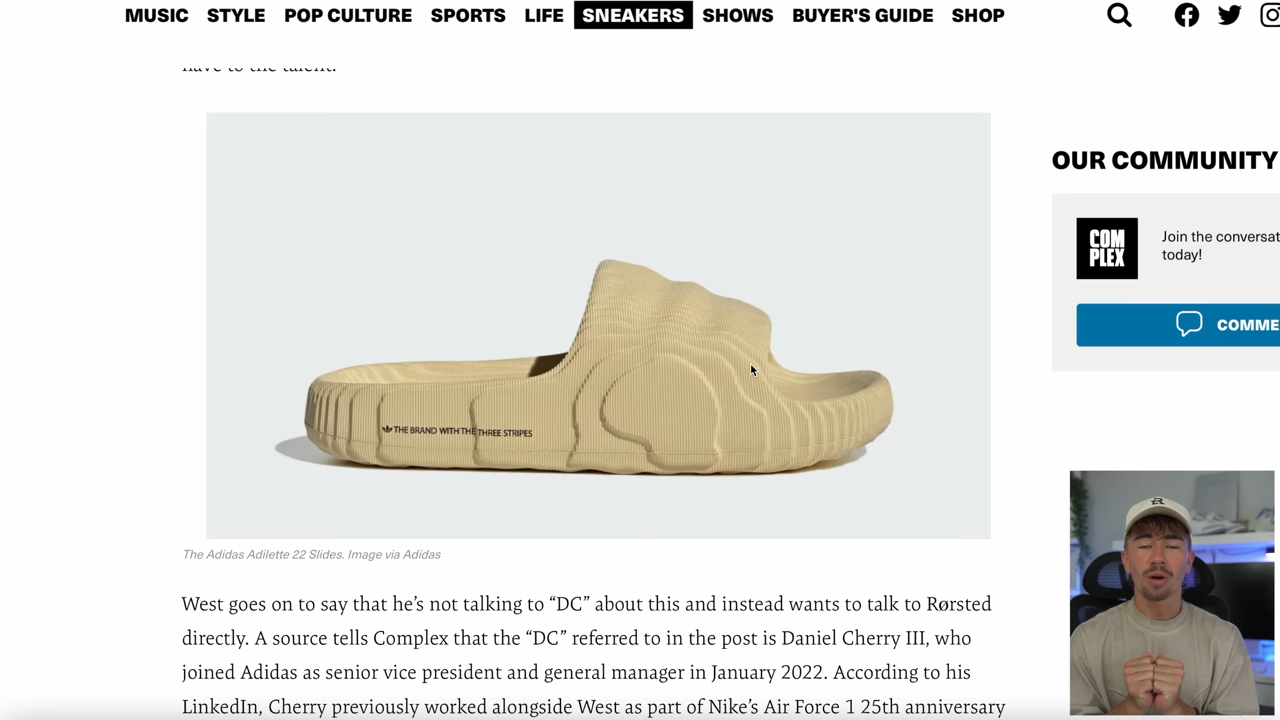 MUSIC STYLE POP CULTURE SPORTS LIFE SNEAKERS SHOWS BUYER'S GUIDE SHOP
have to the talent.
THE BRAND WITH THE THREE STRIPES
The Adidas Adilette 22 Slides. Image via Adidas
West goes on to say that he’s not talking to “DC” about this and instead wants to talk to Rørsted
directly. A source tells Complex that the “DC” referred to in the post is Daniel Cherry III, who
joined Adidas as senior vice president and general manager in January 2022. According to his
LinkedIn, Cherry previously worked alongside West as part of Nike’s Air Force 1 25th anniversary
OUR COMMUNITY
COM
PLEX
Join the conversat
today!
COMME
R